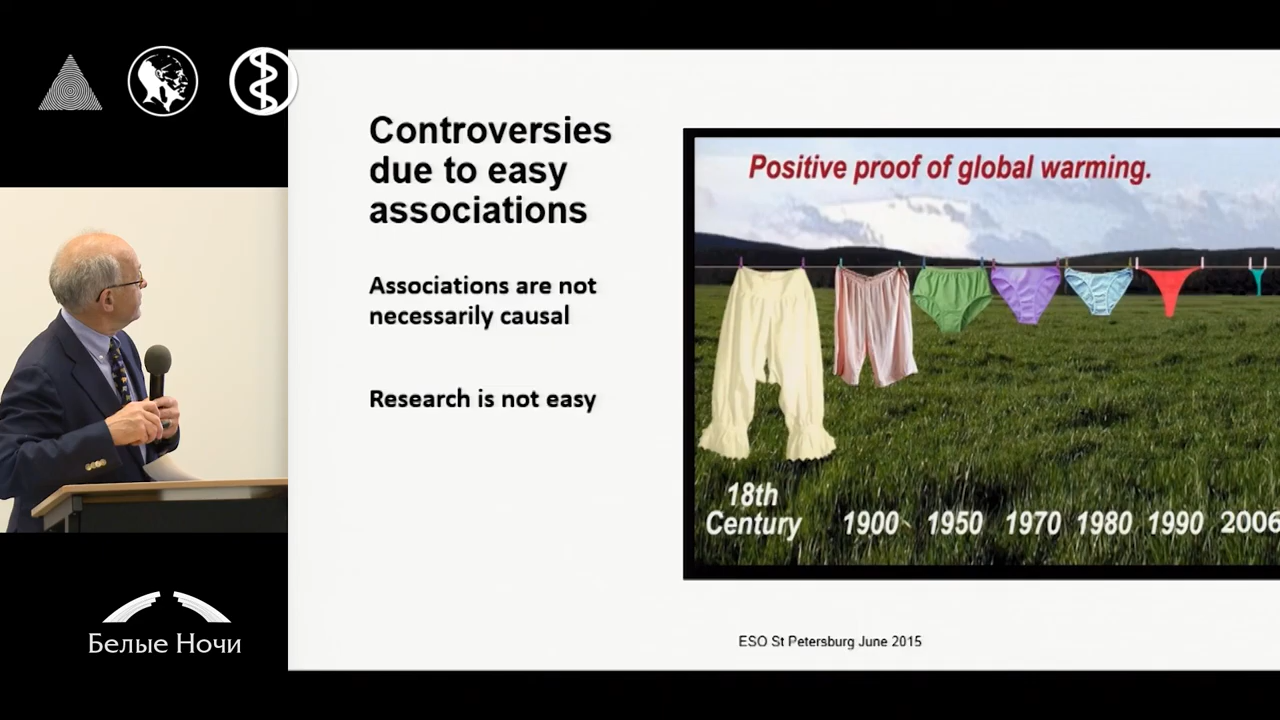 Controversies
due to easy
associations
Associations are not
necessarily causal
Research is not easy
Positive proof of global warming.
18th
Century
1900 1950 1970 1980 1990 2006
ESO St Petersburg June 2015
Белые Ночи